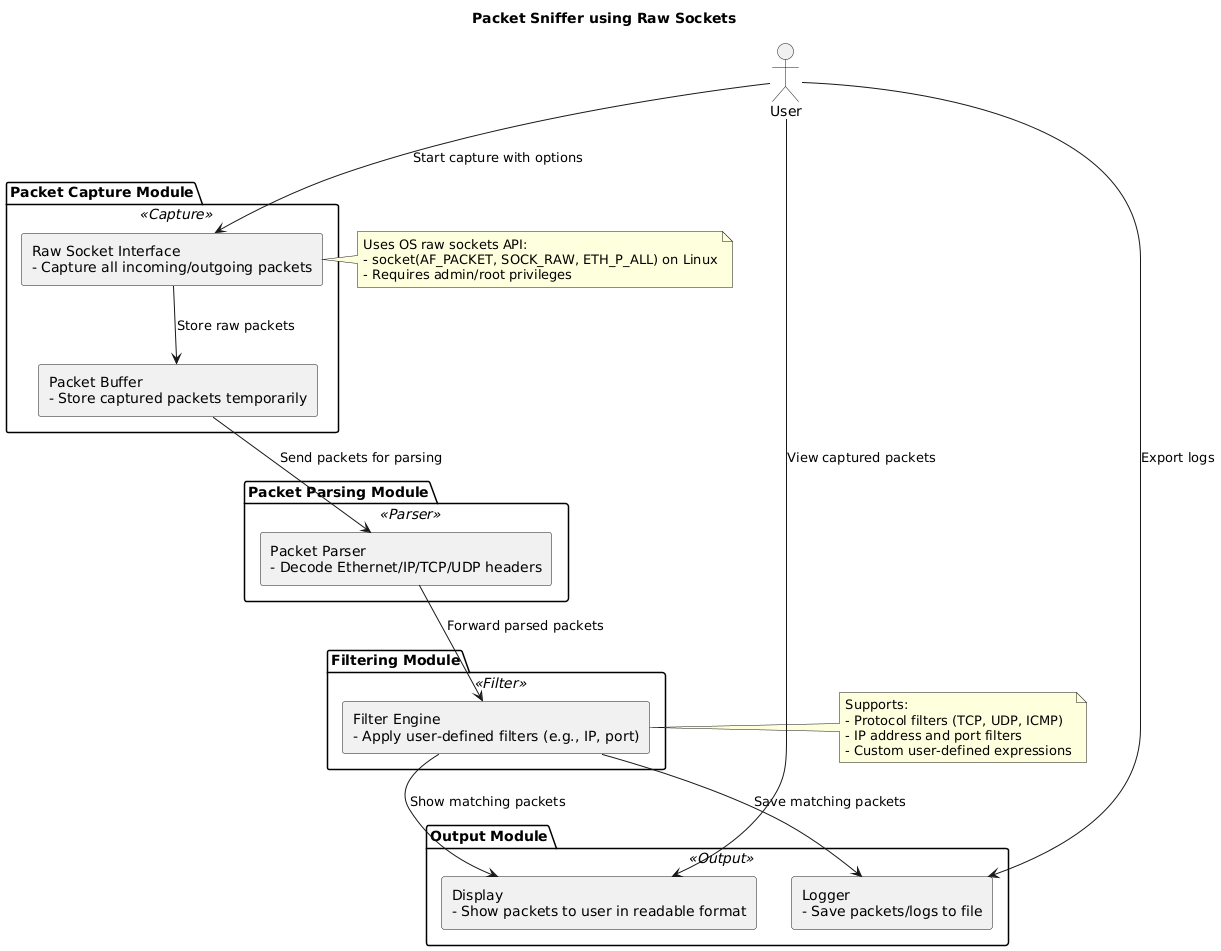 Packet Sniffer using Raw Sockets
User
Start capture with options
Packet Capture Module
«Capture»
Raw Socket Interface
- Capture all incoming/outgoing packets
Uses OS raw sockets API:
- socket(AF_PACKET, SOCK_RAW, ETH_P_ALL) on Linux
- Requires admin/root privileges
Store raw packets
Packet Buffer
- Store captured packets temporarily
Send packets for parsing
View captured packets
Export logs
Packet Parsing Module
«Parser»
Packet Parser
- Decode Ethernet/IP/TCP/UDP headers
Forward parsed packets
Filtering Module
«Filter»
Filter Engine
- Apply user-defined filters (e.g., IP, port)
Supports:
- Protocol filters (TCP, UDP, ICMP)
- IP address and port filters
- Custom user-defined expressions
Show matching packets
Save matching packets
Output Module
«Output»
Display
- Show packets to user in readable format
Logger
- Save packets/logs to file